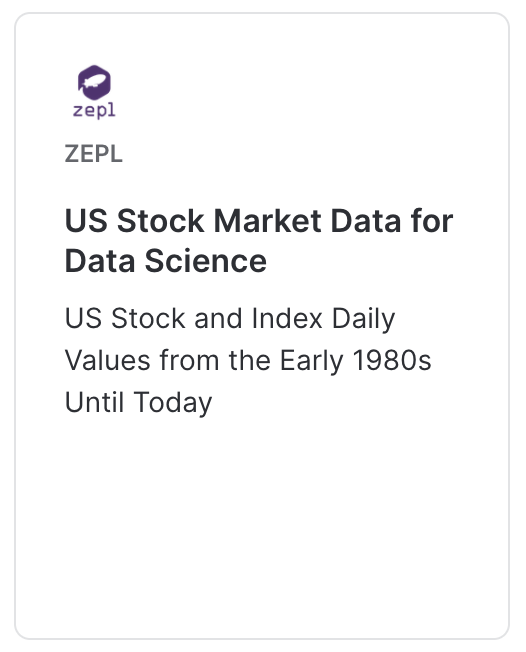 zepl
ZEPL
US Stock Market Data for
Data Science
US Stock and Index Daily
Values from the Early 1980s
Until Today